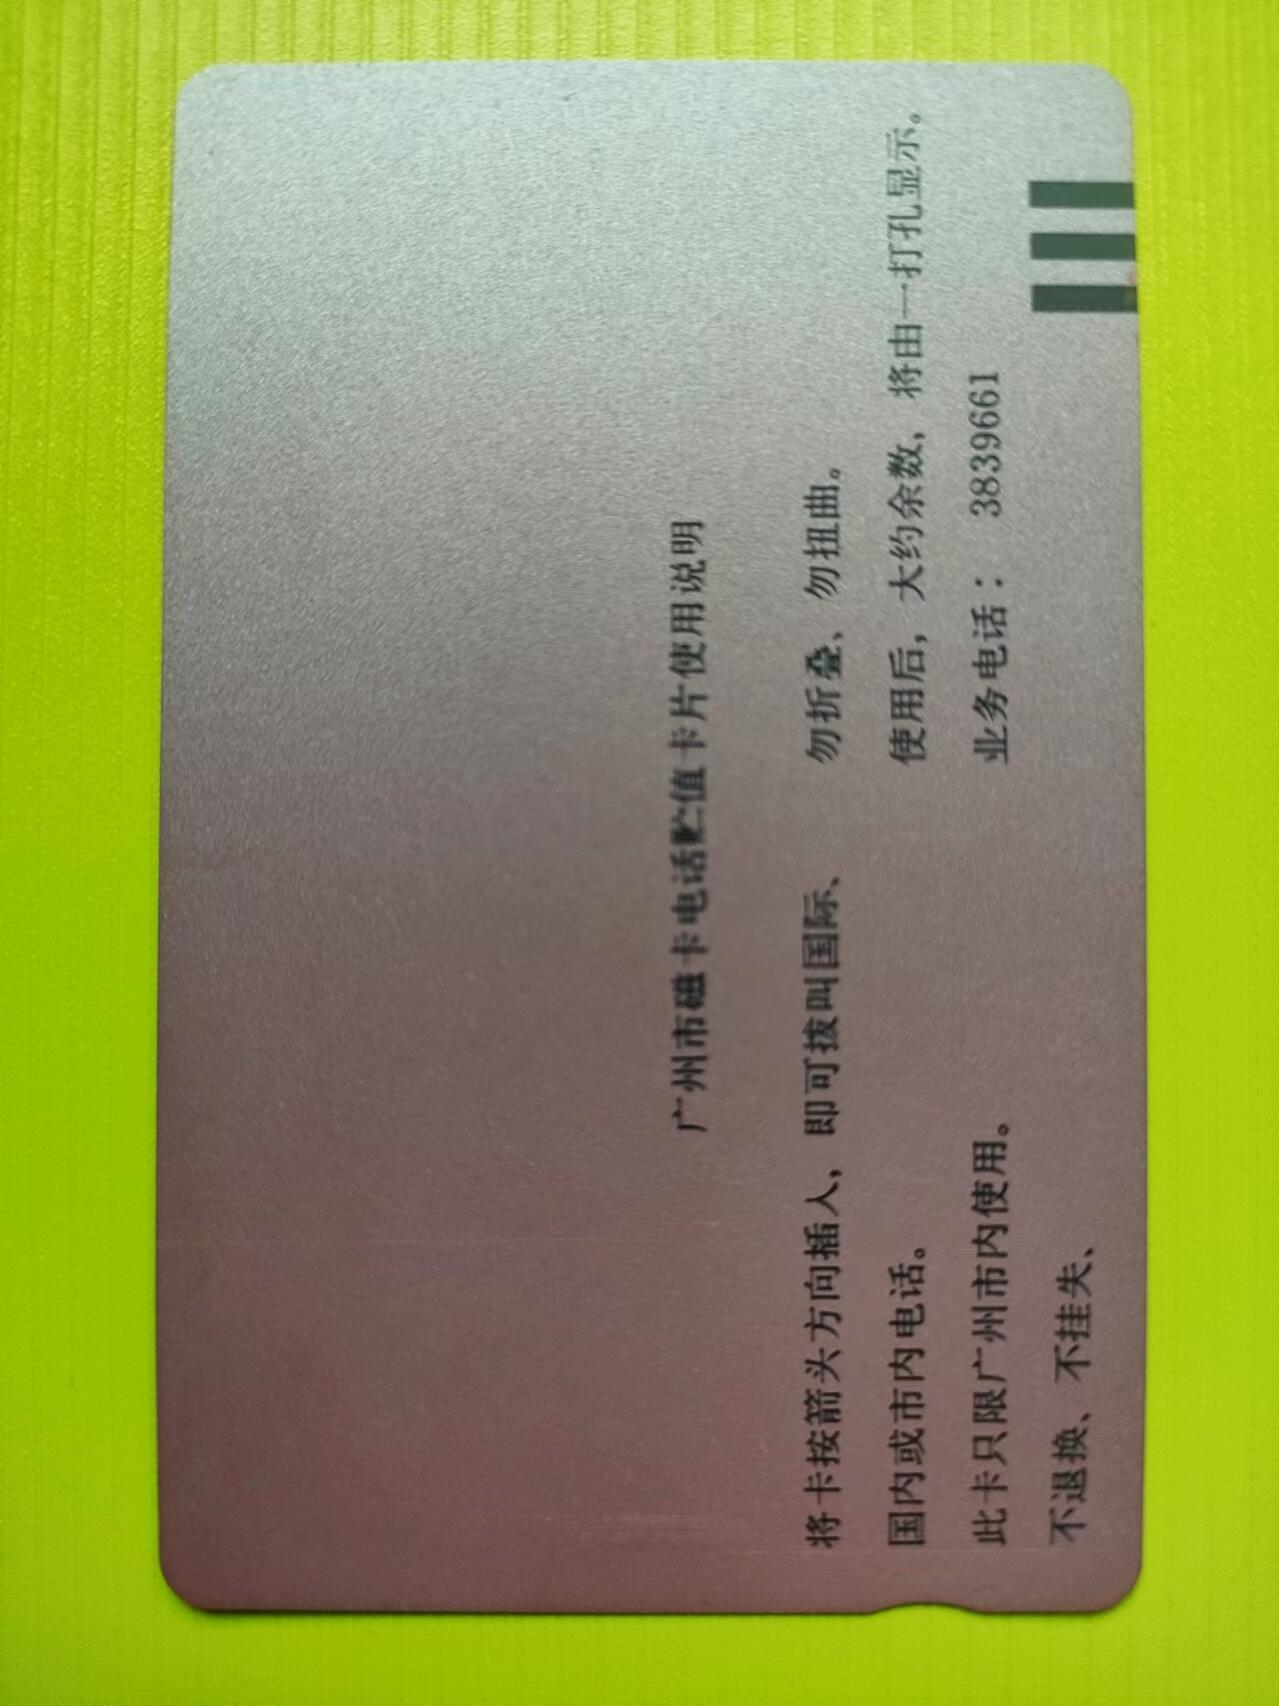 广州市磁卡电话贮值卡片使用说明
将卡按箭头方向插入，即可拨叫国际、
国内或市内电话。
此卡只限广州市内使用。
不退换、不挂失、
勿折叠、勿扭曲。
使用后，大约余数，将由一打孔显示。
业务电话： 3839661